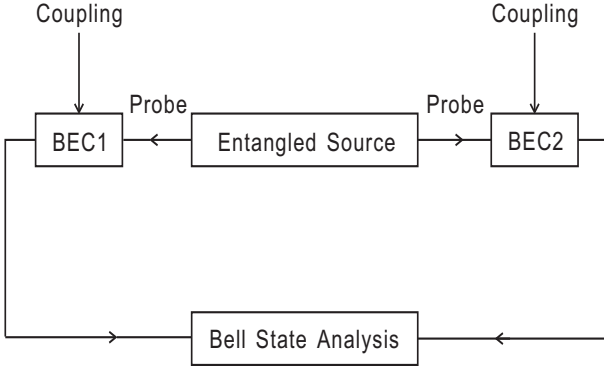 Coupling
Coupling
Probe
Probe
BEC1
Entangled Source
BEC2
Bell State Analysis